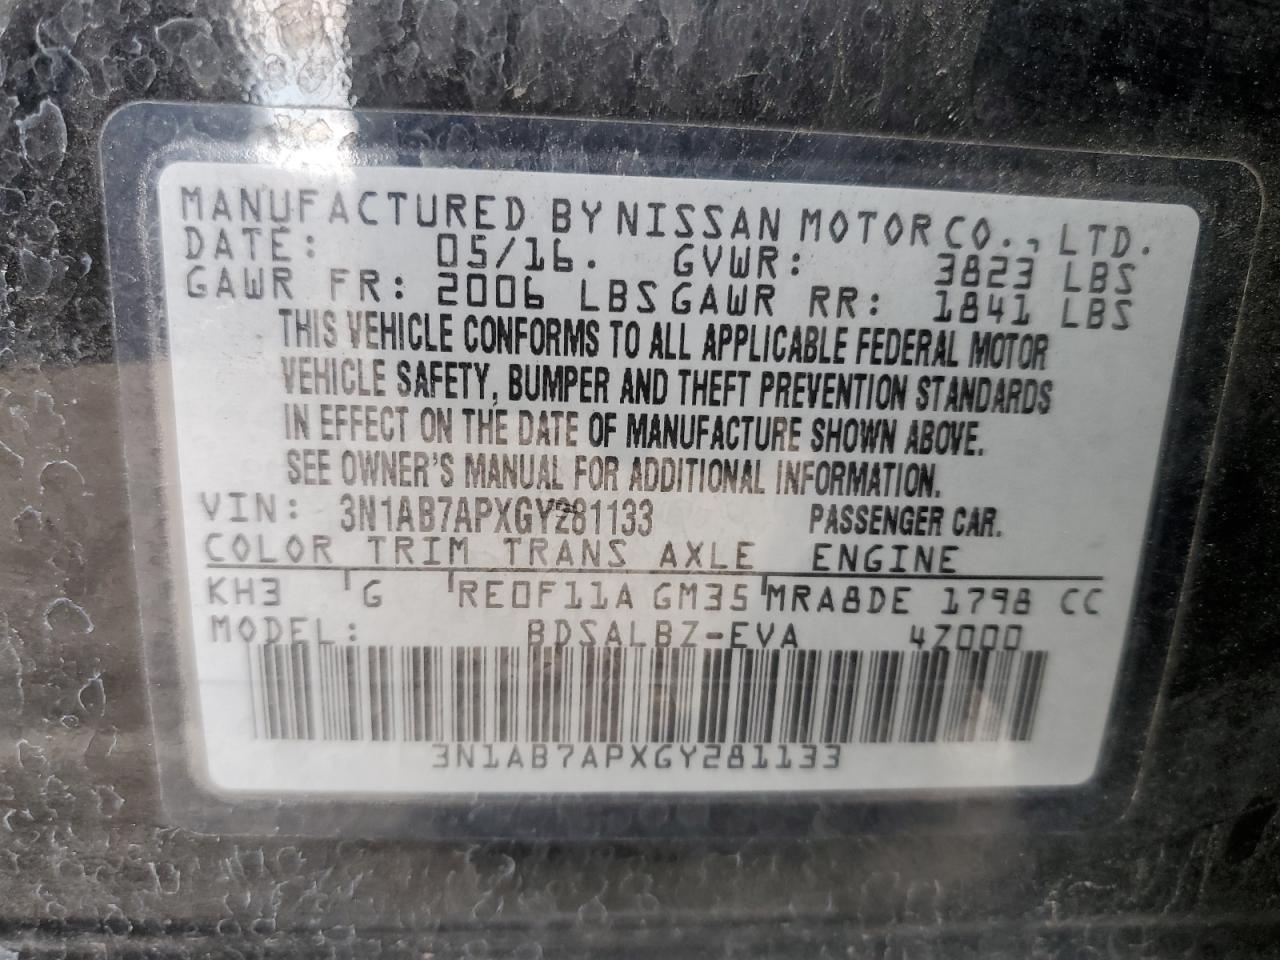 MANUFACTURED BY NISSAN MOTOR CO., LTD.
DATE: 05/16. GVWR: 3823 LBS
GAWR FR: 2006 LBS GAWR RR: 1841 LBS
THIS VEHICLE CONFORMS TO ALL APPLICABLE FEDERAL MOTOR
VEHICLE SAFETY, BUMPER AND THEFT PREVENTION STANDARDS
IN EFFECT ON THE DATE OF MANUFACTURE SHOWN ABOVE.
SEE OWNER'S MANUAL FOR ADDITIONAL INFORMATION.
VIN: 3N1AB7APXGY281133 PASSENGER CAR.
COLOR TRIM TRANS AXLE ENGINE
KH3 G RE0F11A GM35 MRA8DE 1798 CC
MODEL: BDSALBZ-EVA 4Z000
3N1AB7APXGY281133